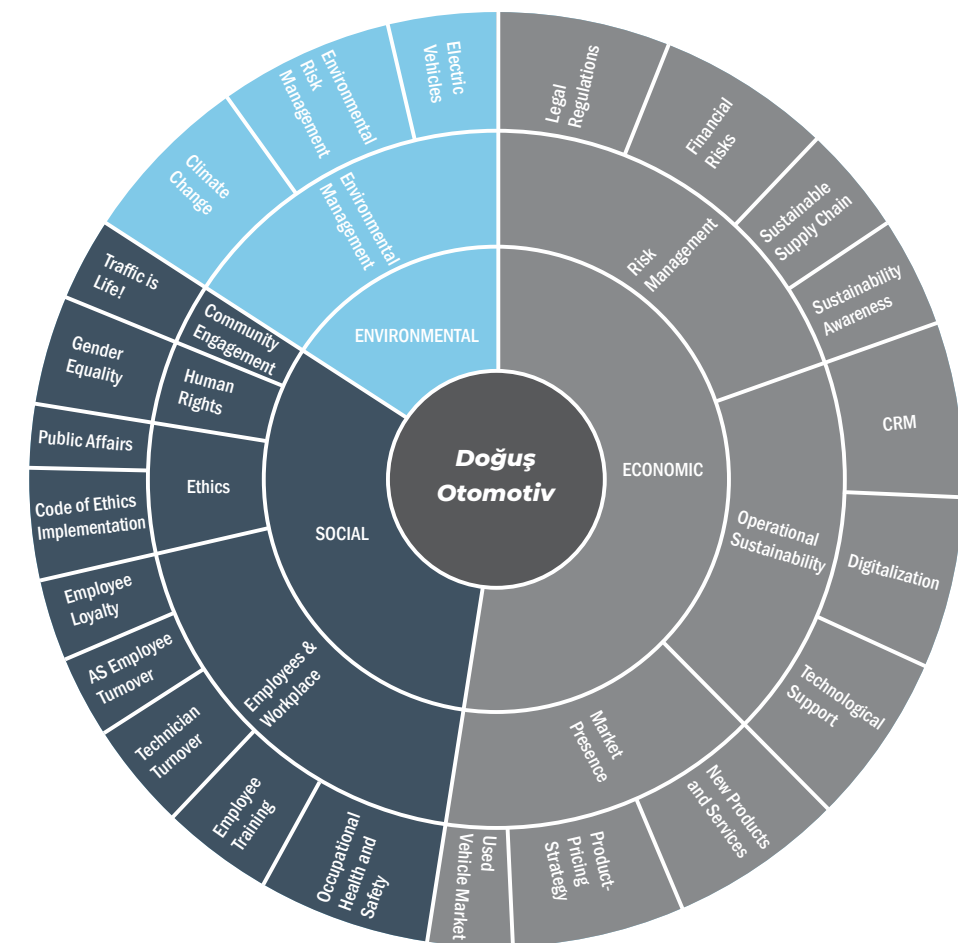 Doğuş
Otomotiv
ENVIRONMENTAL
ECONOMIC
SOCIAL
Environmental
Management
Risk
Management
Operational
Sustainability
Market
Presence
Employees &
Workplace
Ethics
Human
Rights
Community
Engagement
Electric
Vehicles
Legal
Regulations
Financial
Risks
Sustainable
Supply Chain
Sustainability
Awareness
CRM
Digitalization
Technological
Support
New Products
and Services
Product-
Pricing
Strategy
Used
Vehicle Market
Occupational
Health and
Safety
Employee
Training
Technician
Turnover
AS Employee
Turnover
Employee
Loyalty
Code of Ethics
Implementation
Public Affairs
Gender
Equality
Traffic is
Life!
Climate
Change
Environmental
Risk
Management